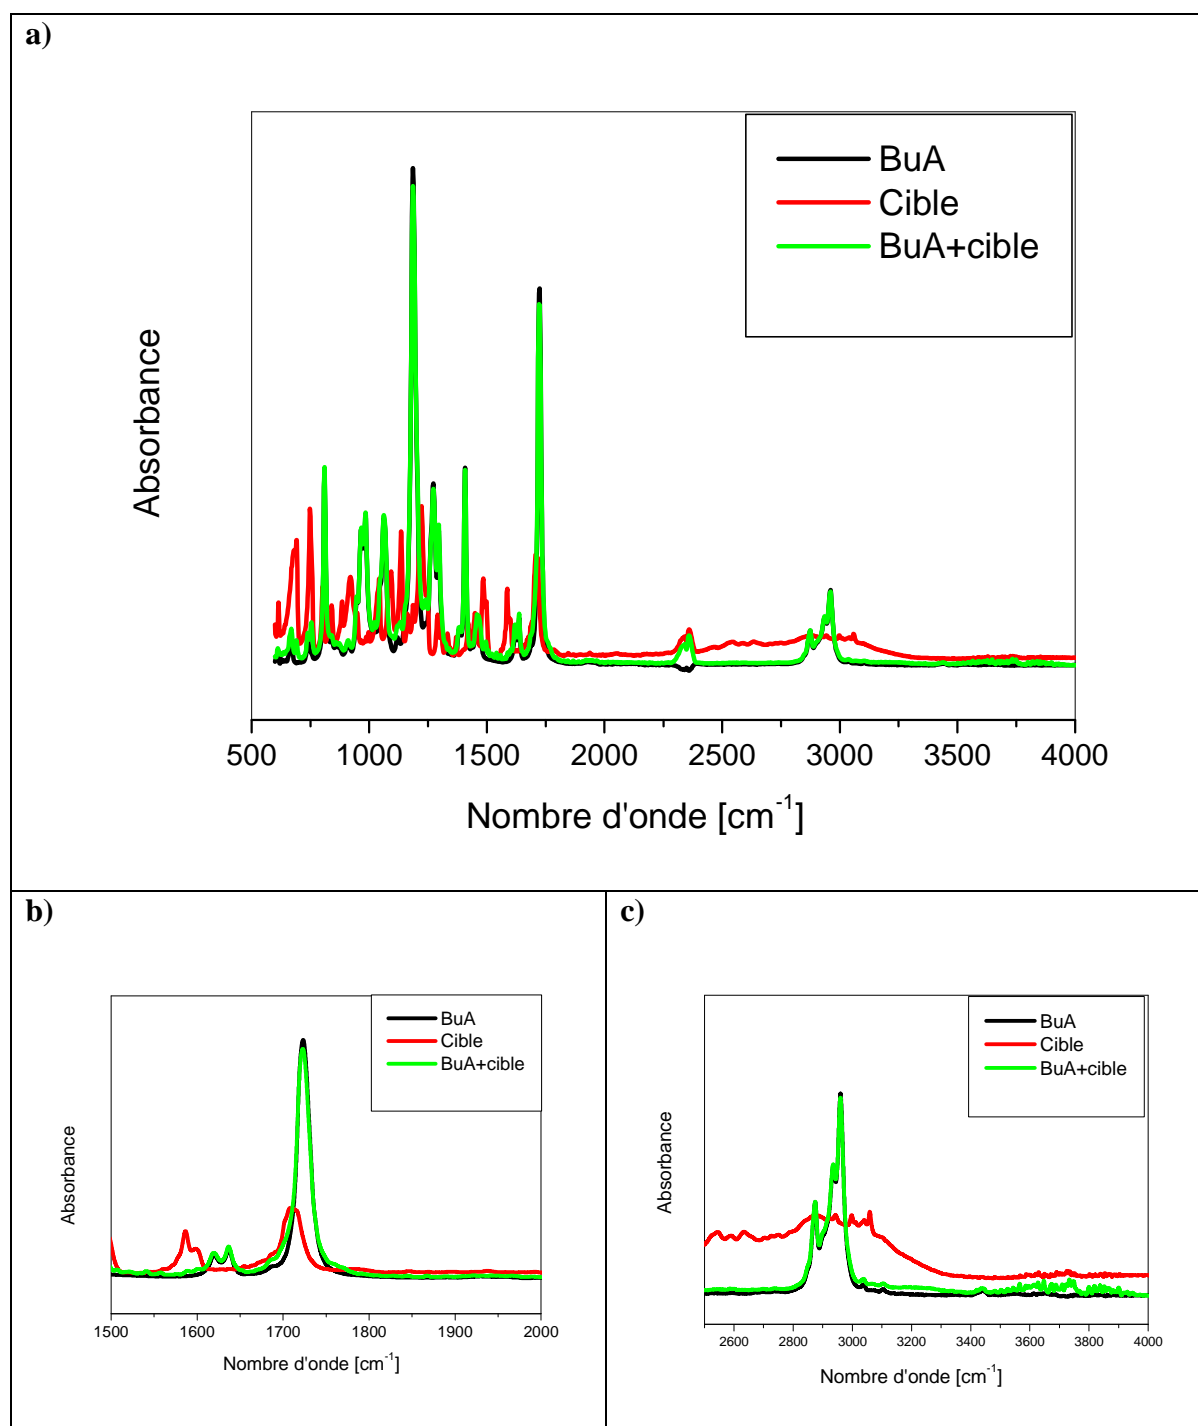 a)
BuA
Cible
BuA+cible
Absorbance
500 1000 1500 2000 2500 3000 3500 4000
Nombre d'onde [cm⁻¹]
b)
BuA
Cible
BuA+cible
Absorbance
1500 1600 1700 1800 1900 2000
Nombre d'onde [cm⁻¹]
c)
BuA
Cible
BuA+cible
Absorbance
2600 2800 3000 3200 3400 3600 3800 4000
Nombre d'onde [cm⁻¹]